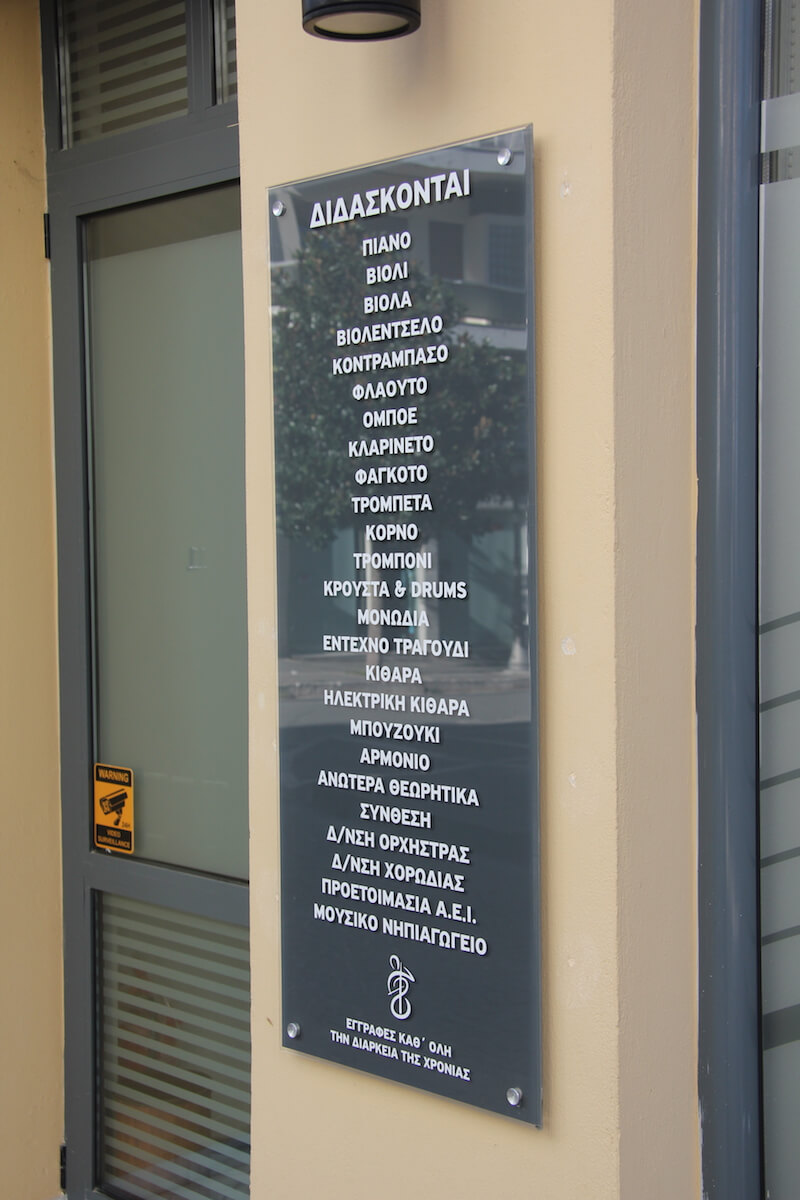 ΔΙΔΑΣΚΟΝΤΑΙ
ΠΙΑΝΟ
ΒΙΟΛΙ
ΒΙΟΛΑ
ΒΙΟΛΕΝΤΣΕΛΟ
ΚΟΝΤΡΑΜΠΑΣΟ
ΦΛΑΟΥΤΟ
ΟΜΠΟΕ
ΚΛΑΡΙΝΕΤΟ
ΦΑΓΚΟΤΟ
ΤΡΟΜΠΕΤΑ
ΚΟΡΝΟ
ΤΡΟΜΠΟΝΙ
ΚΡΟΥΣΤΑ & DRUMS
ΜΟΝΩΔΙΑ
ΕΝΤΕΧΝΟ ΤΡΑΓΟΥΔΙ
ΚΙΘΑΡΑ
ΗΛΕΚΤΡΙΚΗ ΚΙΘΑΡΑ
ΜΠΟΥΖΟΥΚΙ
ΑΡΜΟΝΙΟ
ΑΝΩΤΕΡΑ ΘΕΩΡΗΤΙΚΑ
ΣΥΝΘΕΣΗ
Δ/ΝΣΗ ΟΡΧΗΣΤΡΑΣ
Δ/ΝΣΗ ΧΟΡΩΔΙΑΣ
ΠΡΟΕΤΟΙΜΑΣΙΑ Α.Ε.Ι.
ΜΟΥΣΙΚΟ ΝΗΠΙΑΓΩΓΕΙΟ
ΕΓΓΡΑΦΕΣ ΚΑΘ' ΟΛΗ
ΤΗΝ ΔΙΑΡΚΕΙΑ ΤΗΣ ΧΡΟΝΙΑΣ
WARNING
24H
VIDEO
SURVEILLANCE